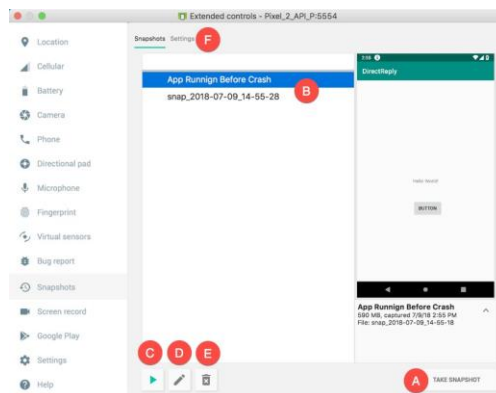 Extended controls - Pixel_2_API_P:5554
Location
Cellular
Battery
Camera
Phone
Directional pad
Microphone
Fingerprint
Virtual sensors
Bug report
Snapshots
Screen record
Google Play
Settings
Help
Snapshots Settings
F
App Runnign Before Crash
B
snap_2018-07-09_14-55-28
DirectReply
Hello World!
BUTTON
App Runnign Before Crash
590 MB, captured 7/9/18 2:55 PM
File: snap_2018-07-09_14-55-18
C D E
A TAKE SNAPSHOT